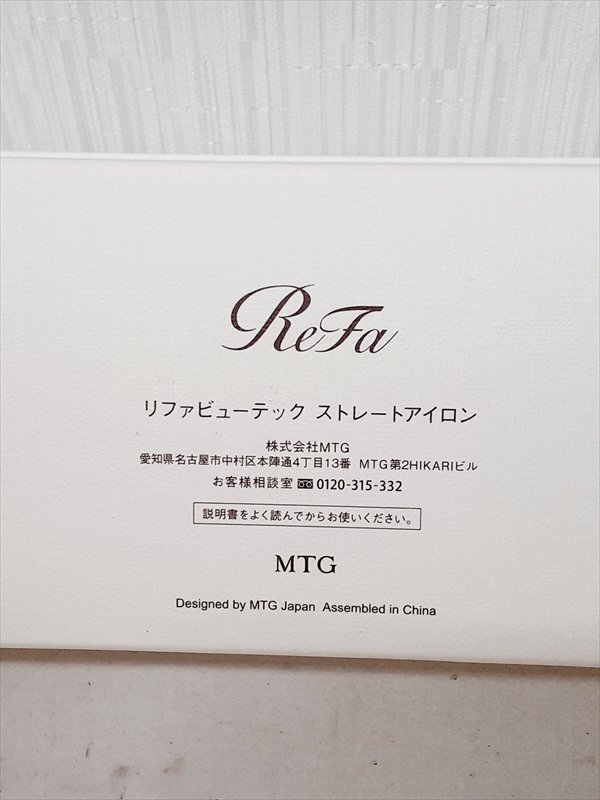 ReFa
リファビューテック ストレートアイロン
株式会社MTG
愛知県名古屋市中村区本陣通4丁目13番 MTG第2HIKARIビル
お客様相談室 0120-315-332
説明書をよく読んでからお使いください。
MTG
Designed by MTG Japan Assembled in China